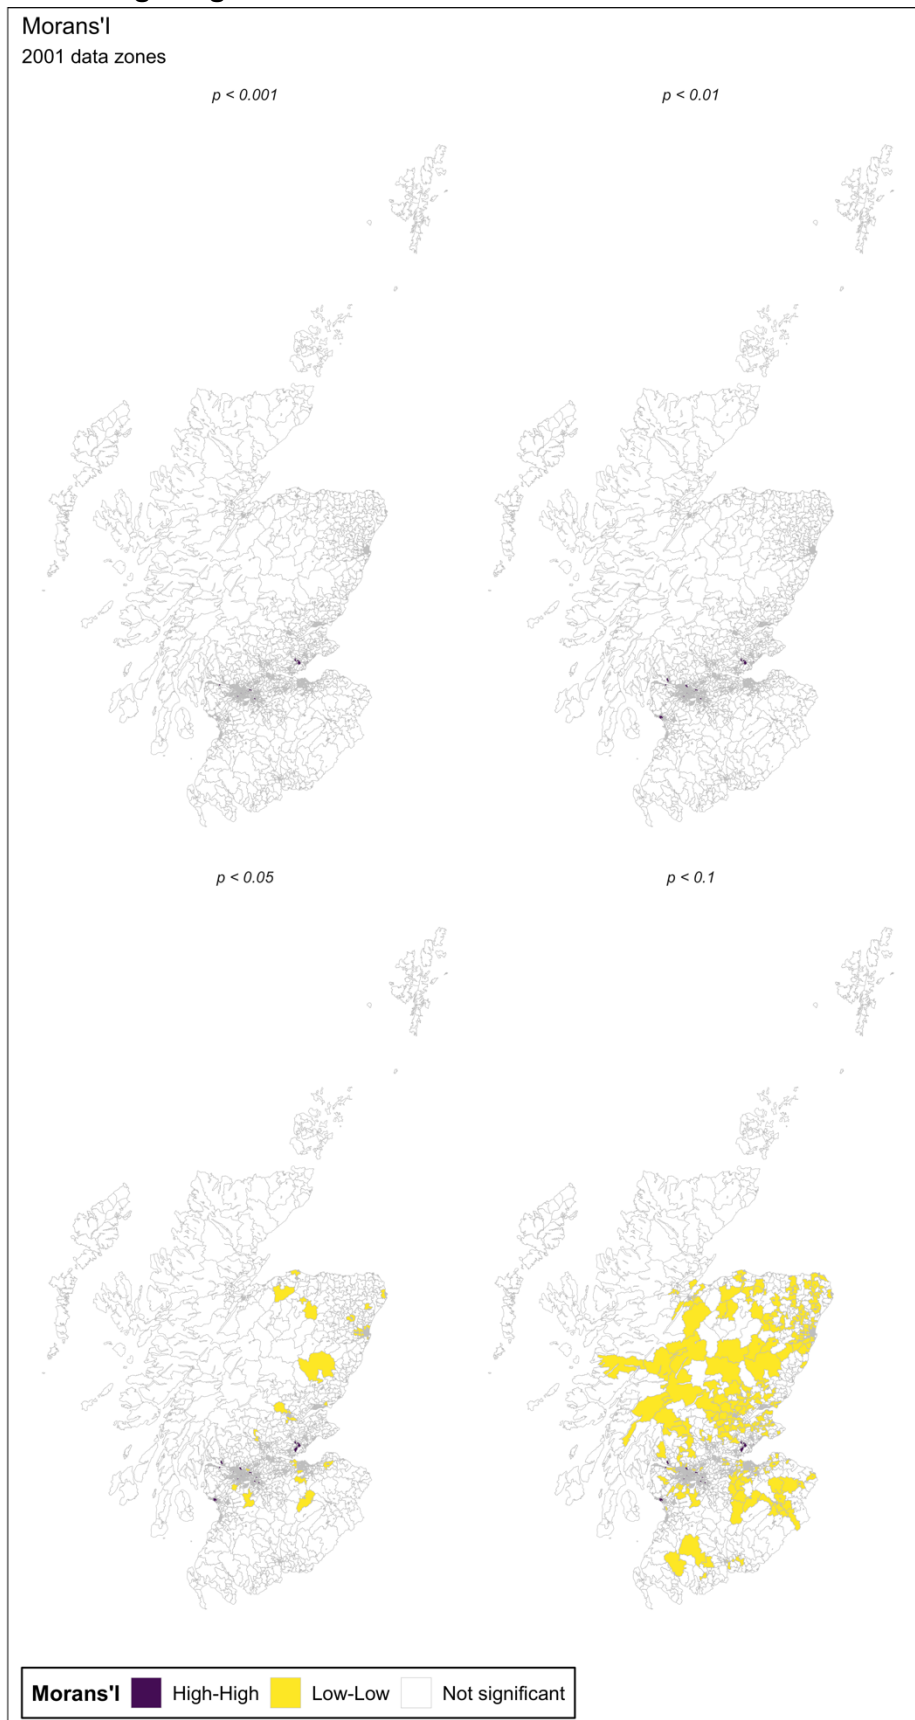 Morans'I
2001 data zones
p < 0.001
p < 0.01
p < 0.05
p < 0.1
Morans'I High-High Low-Low Not significant